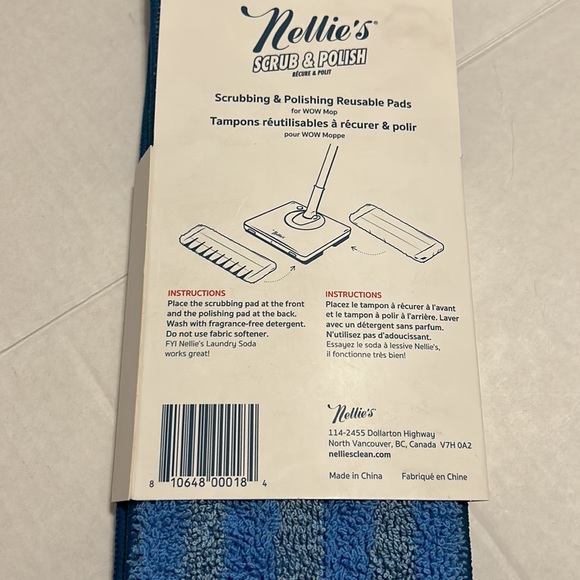 Nellie's®
SCRUB & POLISH
RÉCURE & POLIT
Scrubbing & Polishing Reusable Pads
for WOW Mop
Tampons réutilisables à récurer & polir
pour WOW Moppe
Nellie's
INSTRUCTIONS
Place the scrubbing pad at the front
and the polishing pad at the back.
Wash with fragrance-free detergent.
Do not use fabric softener.
FYI Nellie's Laundry Soda
works great!
INSTRUCTIONS
Placez le tampon à récurer à l'avant
et le tampon à polir à l'arrière. Laver
avec un détergent sans parfum.
N'utilisez pas d'adoucissant.
Essayez le soda à lessive Nellie's,
il fonctionne très bien!
8 10648 00018 4
Nellie's
114-2455 Dollarton Highway
North Vancouver, BC, Canada V7H 0A2
nelliesclean.com
Made in China Fabriqué en Chine